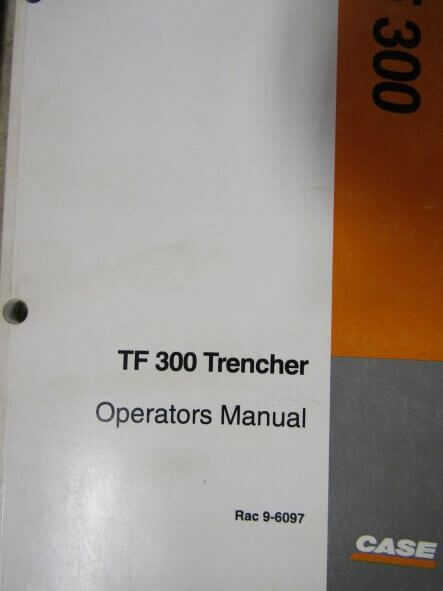 300
TF 300 Trencher
Operators Manual
Rac 9-6097
CASE